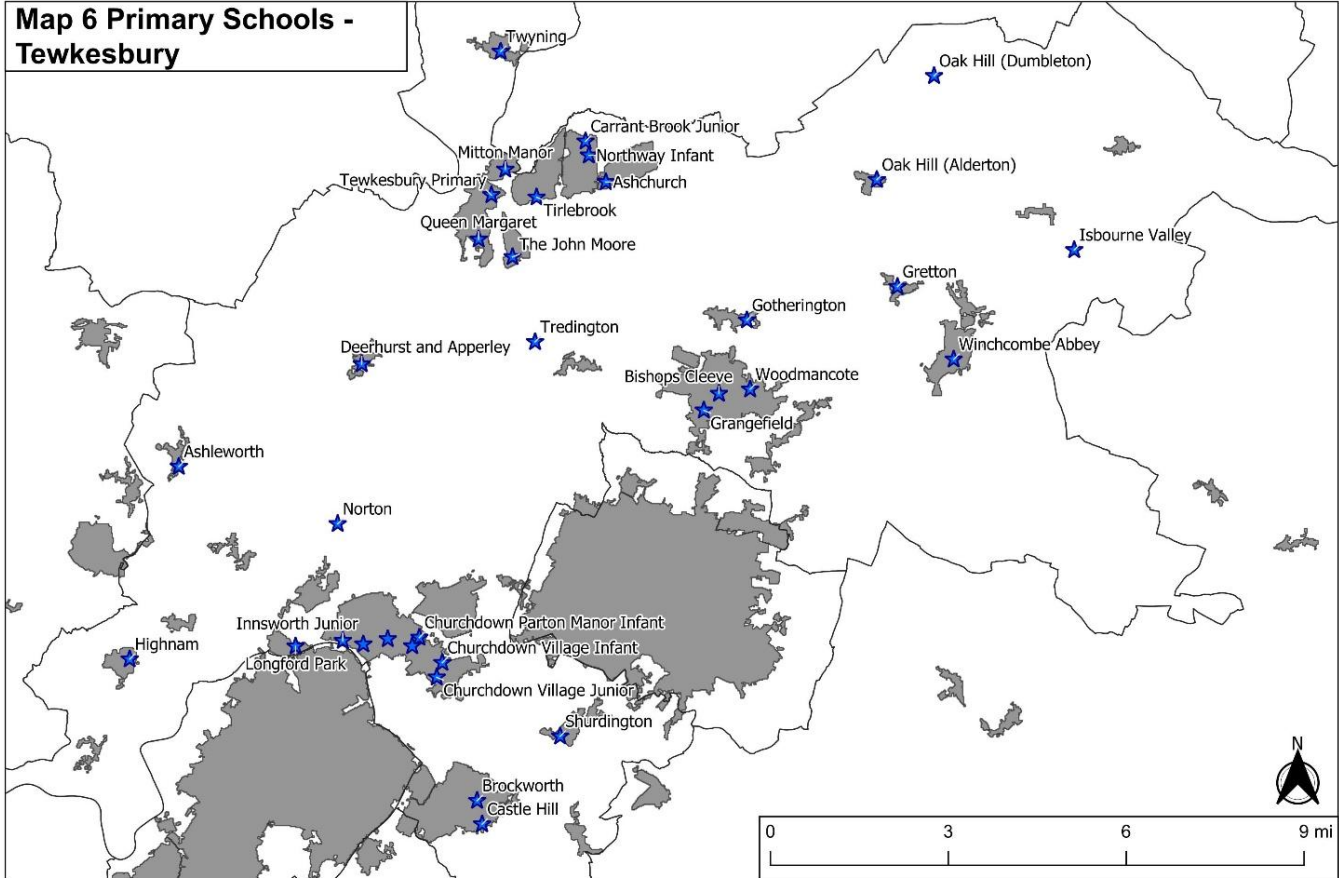 Map 6 Primary Schools -
Tewkesbury
Twyning
Oak Hill (Dumbleton)
Carrant Brook Junior
Mitton Manor
Northway Infant
Oak Hill (Alderton)
Tewkesbury Primary
Ashchurch
Tirlebrook
Queen Margaret
Isbourne Valley
The John Moore
Gretton
Gotherington
Tredington
Deerhurst and Apperley
Winchcombe Abbey
Bishops Cleeve
Woodmancote
Grangefield
Ashleworth
Norton
Innsworth Junior
Churchdown Parton Manor Infant
Highnam
Churchdown Village Infant
Longford Park
Churchdown Village Junior
Shurdington
N
Brockworth
Castle Hill
0 3 6 9 mi